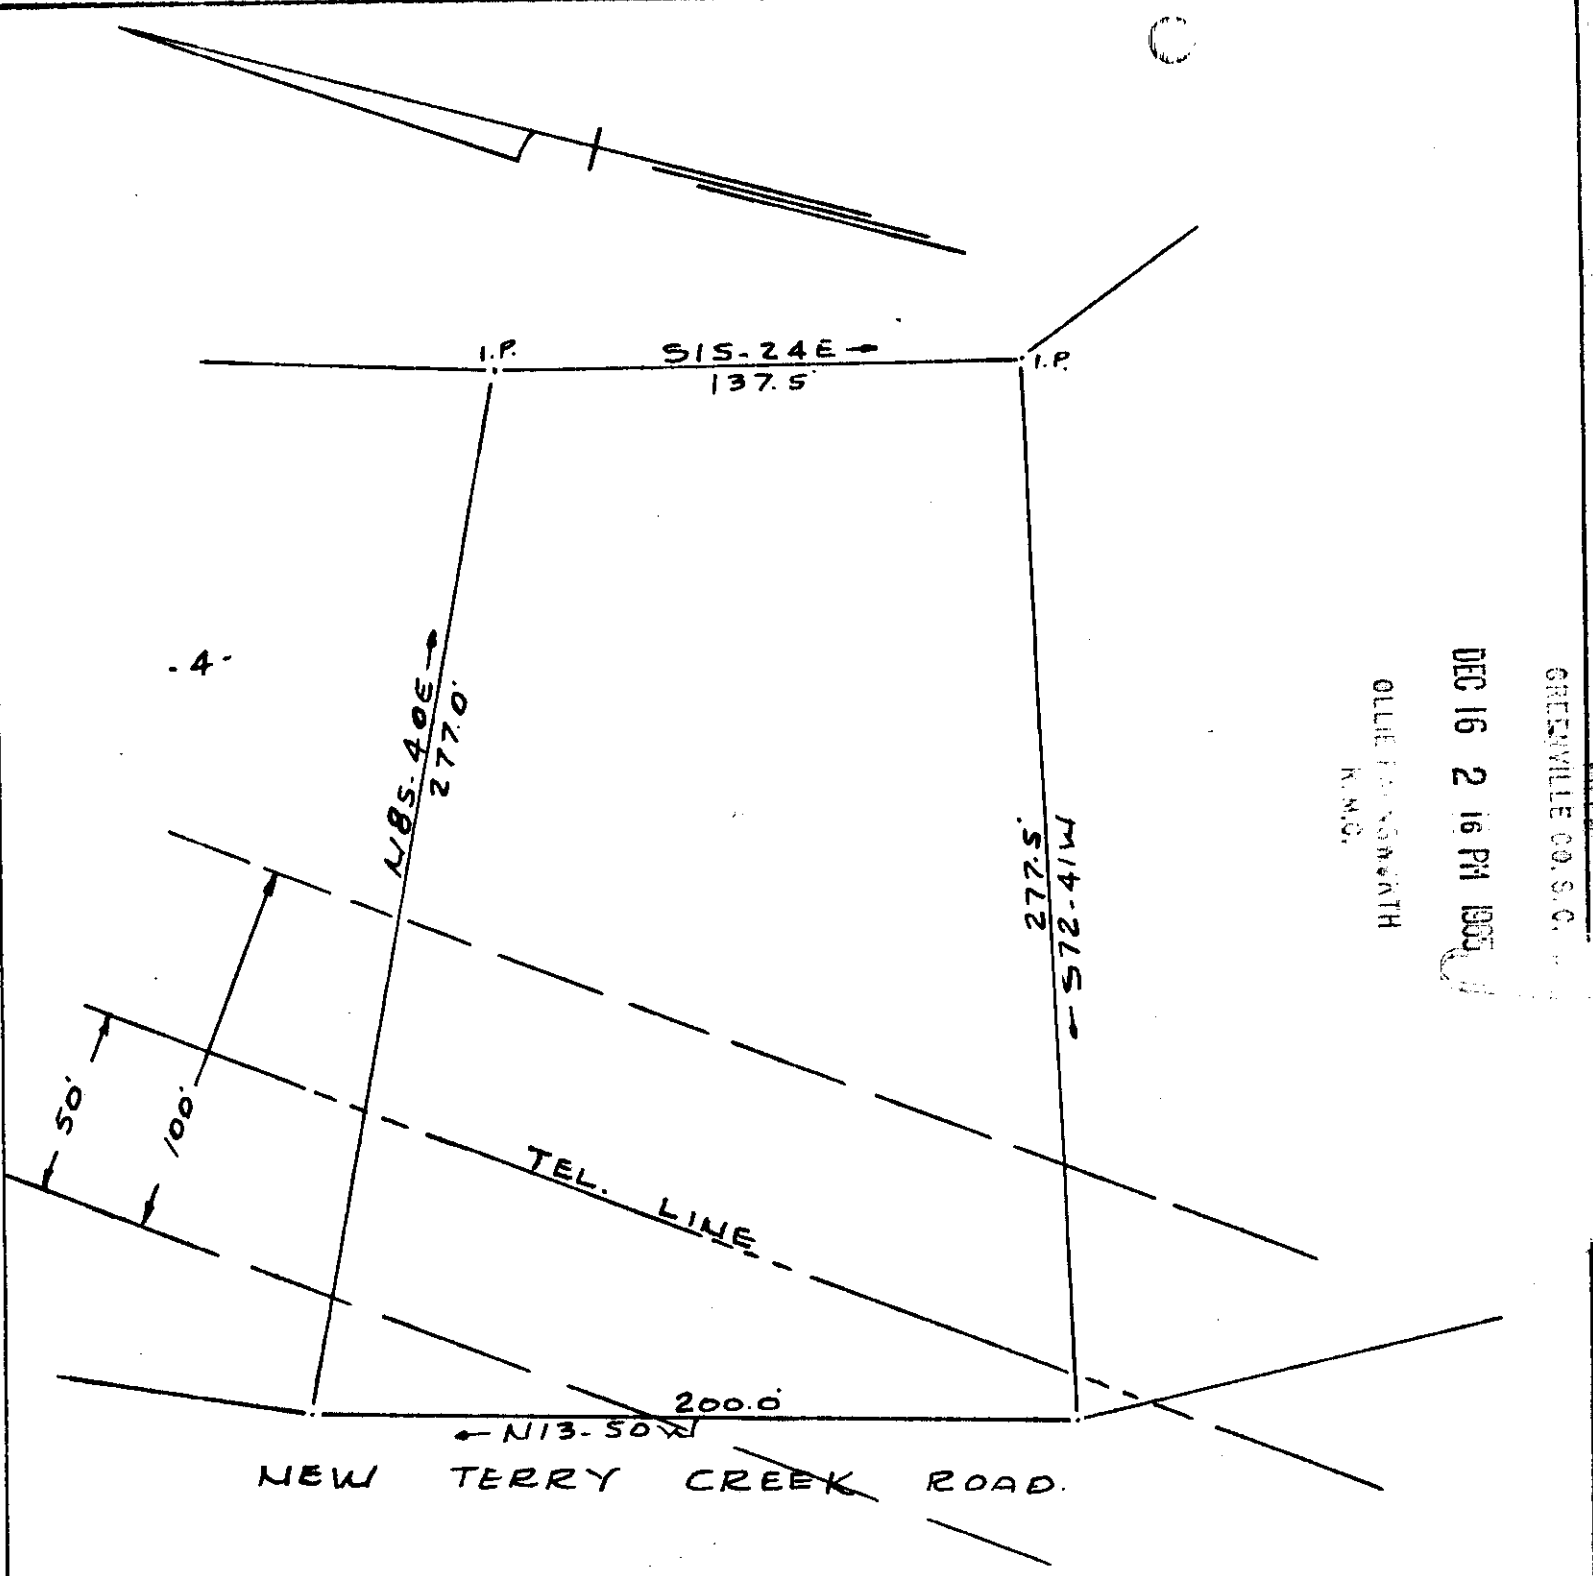 I.P.
S15-24E →
137.5'
I.P.
-4-
N85-40E →
277.0'
277.5'
← S72-41W
50'
100'
TEL. LINE
200.0'
← N13-50W
NEW TERRY CREEK ROAD.
GREENVILLE CO. S. C.
DEC 16 2 16 PM
OLLIE
R.M.C.